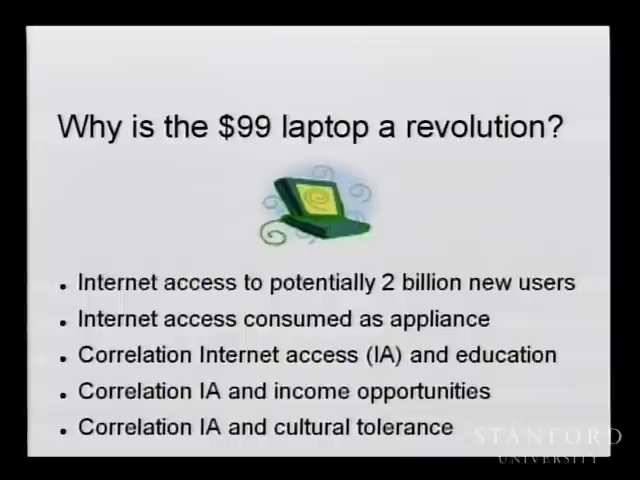 Why is the $99 laptop a revolution?
• Internet access to potentially 2 billion new users
• Internet access consumed as appliance
• Correlation Internet access (IA) and education
• Correlation IA and income opportunities
• Correlation IA and cultural tolerance
STANFORD
UNIVERSITY